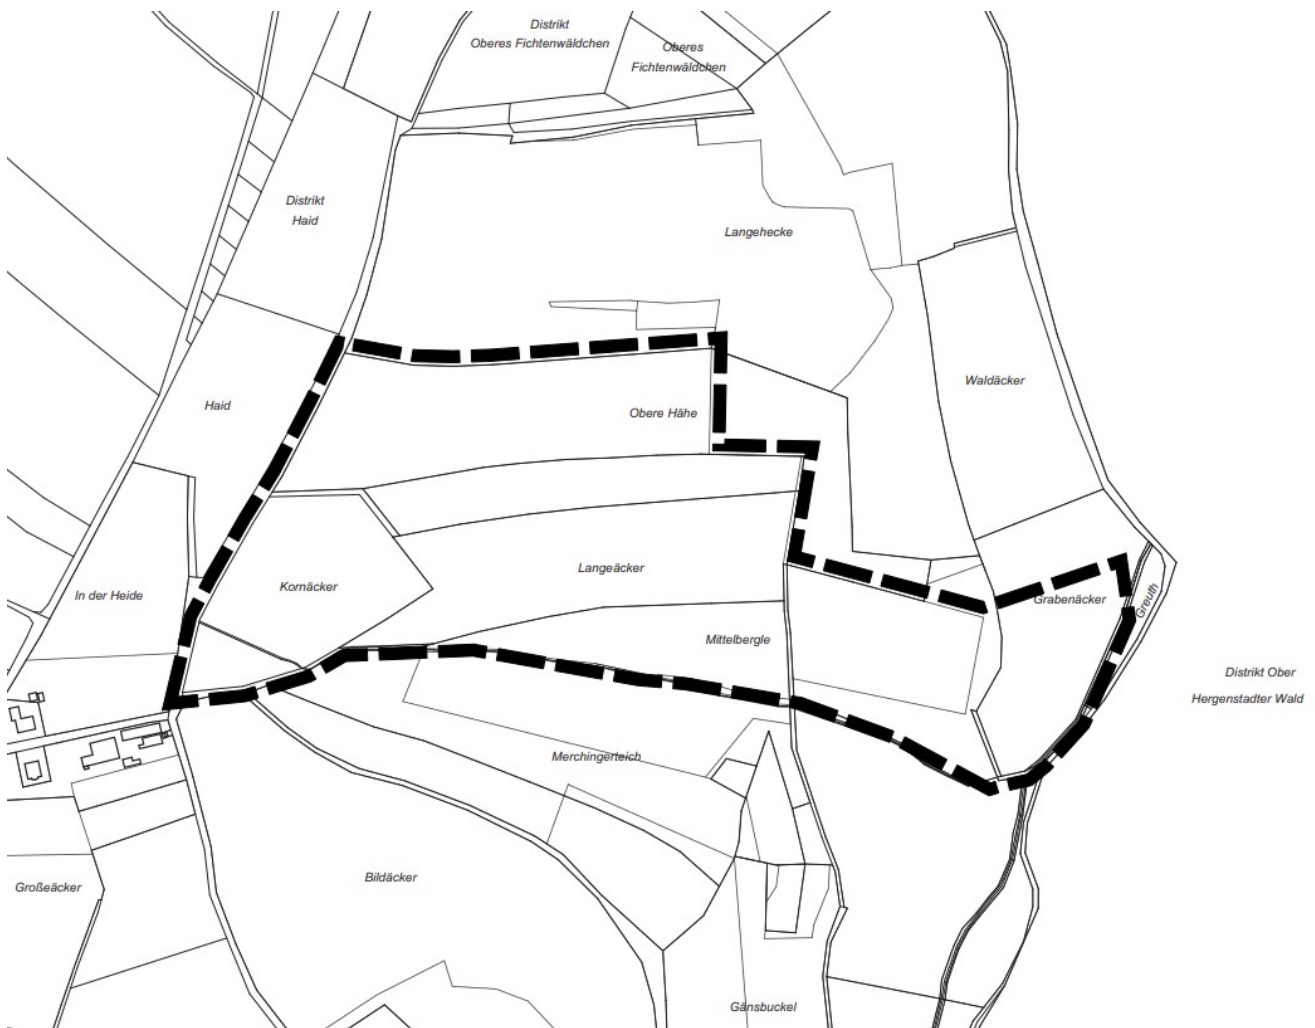 Distrikt
Oberes Fichtenwäldchen
Oberes
Fichtenwäldchen
Distrikt
Haid
Langehecke
Waldäcker
Haid
Obere Hähe
Langeäcker
Kornäcker
In der Heide
Grabenäcker
Greuth
Mittelbergle
Distrikt Ober
Hergenstadter Wald
Merchingerteich
Bildäcker
Großeäcker
Gänsbuckel